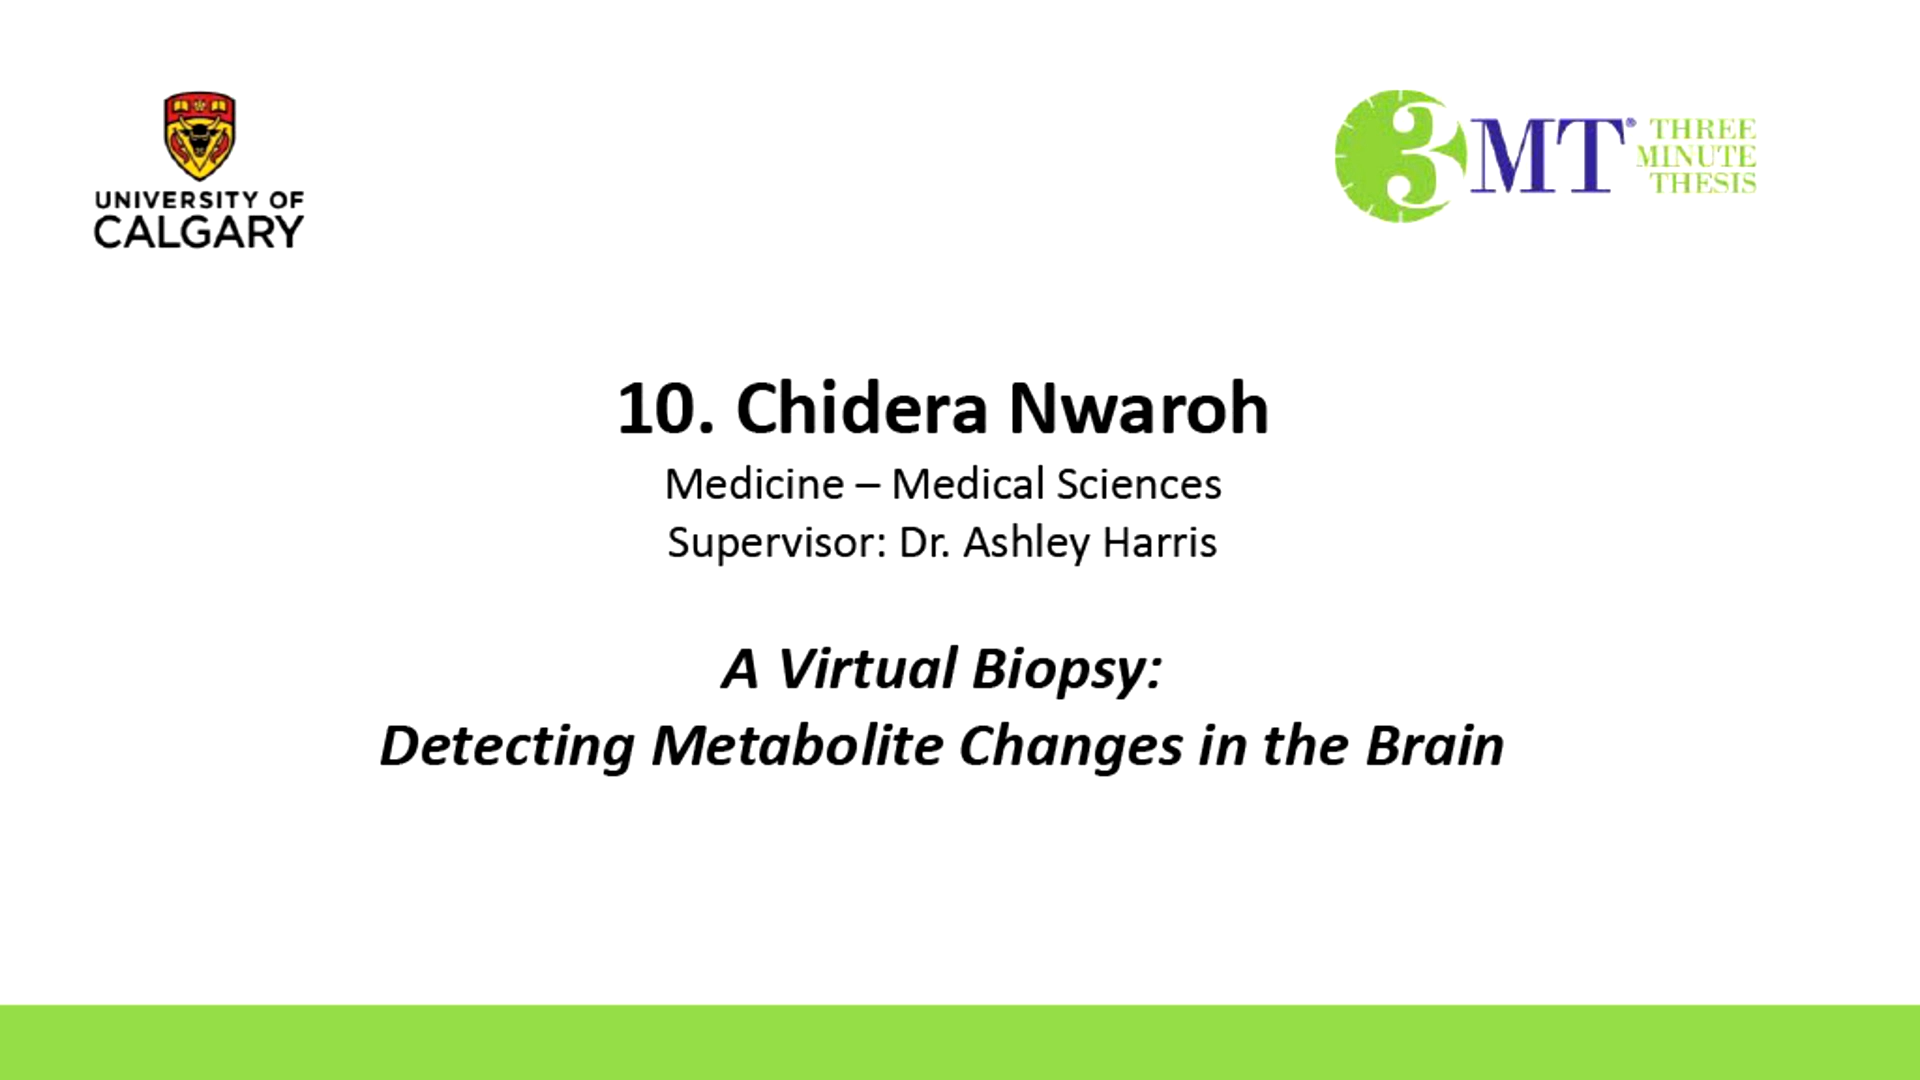 UNIVERSITY OF
CALGARY
3MT® THREE
MINUTE
THESIS
10. Chidera Nwaroh
Medicine – Medical Sciences
Supervisor: Dr. Ashley Harris
A Virtual Biopsy:
Detecting Metabolite Changes in the Brain